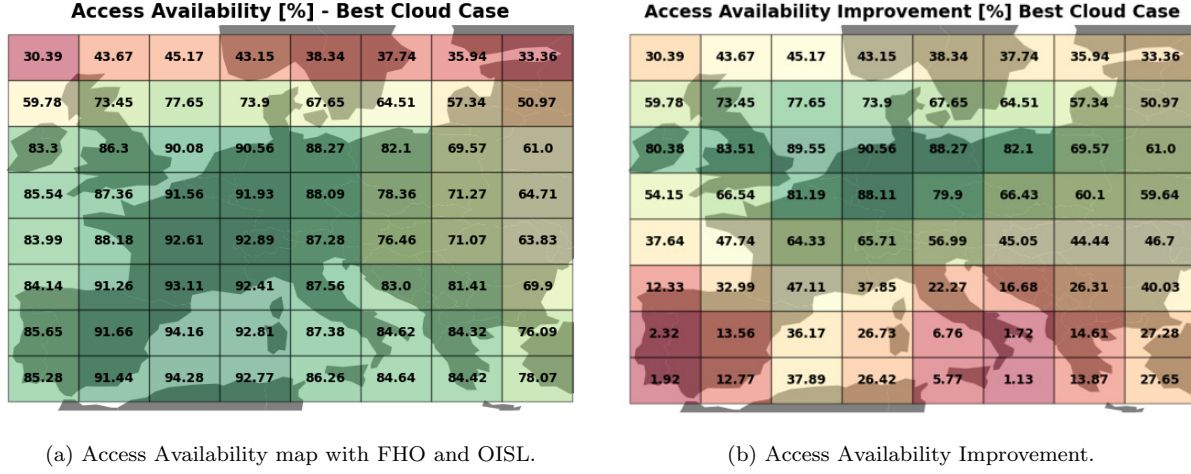 Access Availability [%] - Best Cloud Case
30.39 43.67 45.17 43.15 38.34 37.74 35.94 33.36
59.78 73.45 77.65 73.9 67.65 64.51 57.34 50.97
83.3 86.3 90.08 90.56 88.27 82.1 69.57 61.0
85.54 87.36 91.56 91.93 88.09 78.36 71.27 64.71
83.99 88.18 92.61 92.89 87.28 76.46 71.07 63.83
84.14 91.26 93.11 92.41 87.56 83.0 81.41 69.9
85.65 91.66 94.16 92.81 87.38 84.62 84.32 76.09
85.28 91.44 94.28 92.77 86.26 84.64 84.42 78.07
(a) Access Availability map with FHO and OISL.
Access Availability Improvement [%] Best Cloud Case
30.39 43.67 45.17 43.15 38.34 37.74 35.94 33.36
59.78 73.45 77.65 73.9 67.65 64.51 57.34 50.97
80.38 83.51 89.55 90.56 88.27 82.1 69.57 61.0
54.15 66.54 81.19 88.11 79.9 66.43 60.1 59.64
37.64 47.74 64.33 65.71 56.99 45.05 44.44 46.7
12.33 32.99 47.11 37.85 22.27 16.68 26.31 40.03
2.32 13.56 36.17 26.73 6.76 1.72 14.61 27.28
1.92 12.77 37.89 26.42 5.77 1.13 13.87 27.65
(b) Access Availability Improvement.